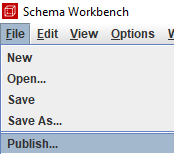 Schema Workbench
File Edit View Options
New
Open...
Save
Save As...
Publish...